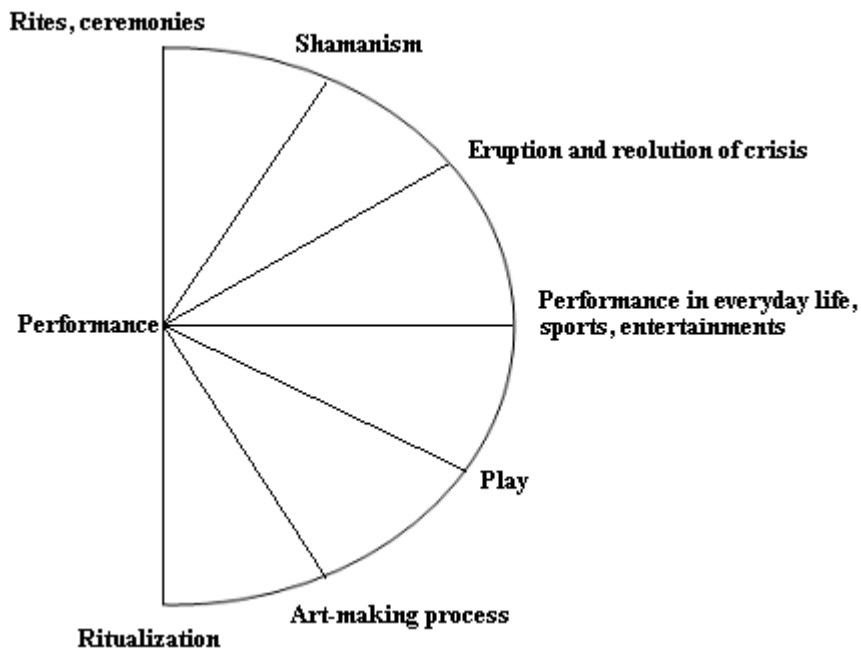 Rites, ceremonies
Shamanism
Eruption and reolution of crisis
Performance in everyday life,
sports, entertainments
Performance
Play
Art-making process
Ritualization